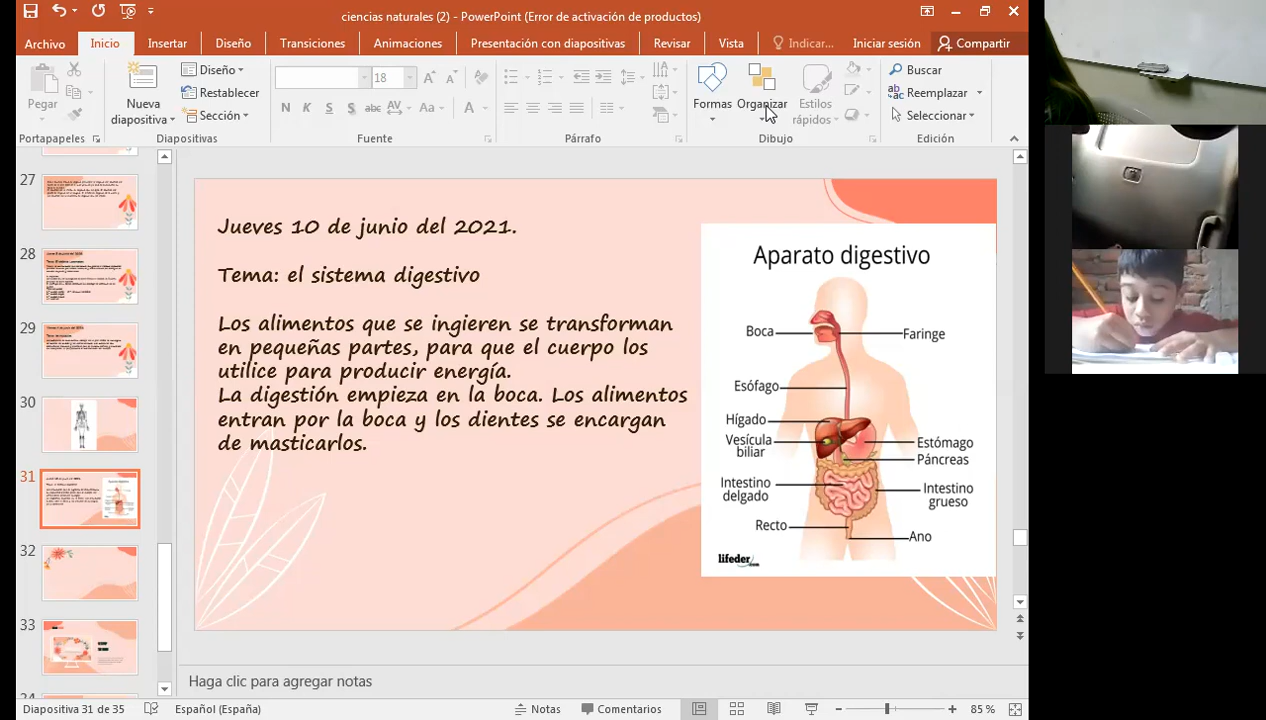 ciencias naturales (2) - PowerPoint (Error de activación de productos)
Archivo Inicio Insertar Diseño Transiciones Animaciones Presentación con diapositivas Revisar Vista Indicar... Iniciar sesión Compartir
Pegar
Nueva diapositiva
Diseño
Restablecer
Sección
18
N K S S abc AV Aa A
Formas
Organizar
Estilos rápidos
Buscar
Reemplazar
Seleccionar
Portapapeles Diapositivas Fuente Párrafo Dibujo Edición
27
28
29
30
31
32
33
Jueves 10 de junio del 2021.
Tema: el sistema digestivo
Los alimentos que se ingieren se transforman
en pequeñas partes, para que el cuerpo los
utilice para producir energía.
La digestión empieza en la boca. Los alimentos
entran por la boca y los dientes se encargan
de masticarlos.
Aparato digestivo
Boca
Faringe
Esófago
Hígado
Vesícula
biliar
Estómago
Páncreas
Intestino
delgado
Intestino
grueso
Recto
Ano
lifeder.com
Haga clic para agregar notas
Diapositiva 31 de 35 Español (España) Notas Comentarios 85 %